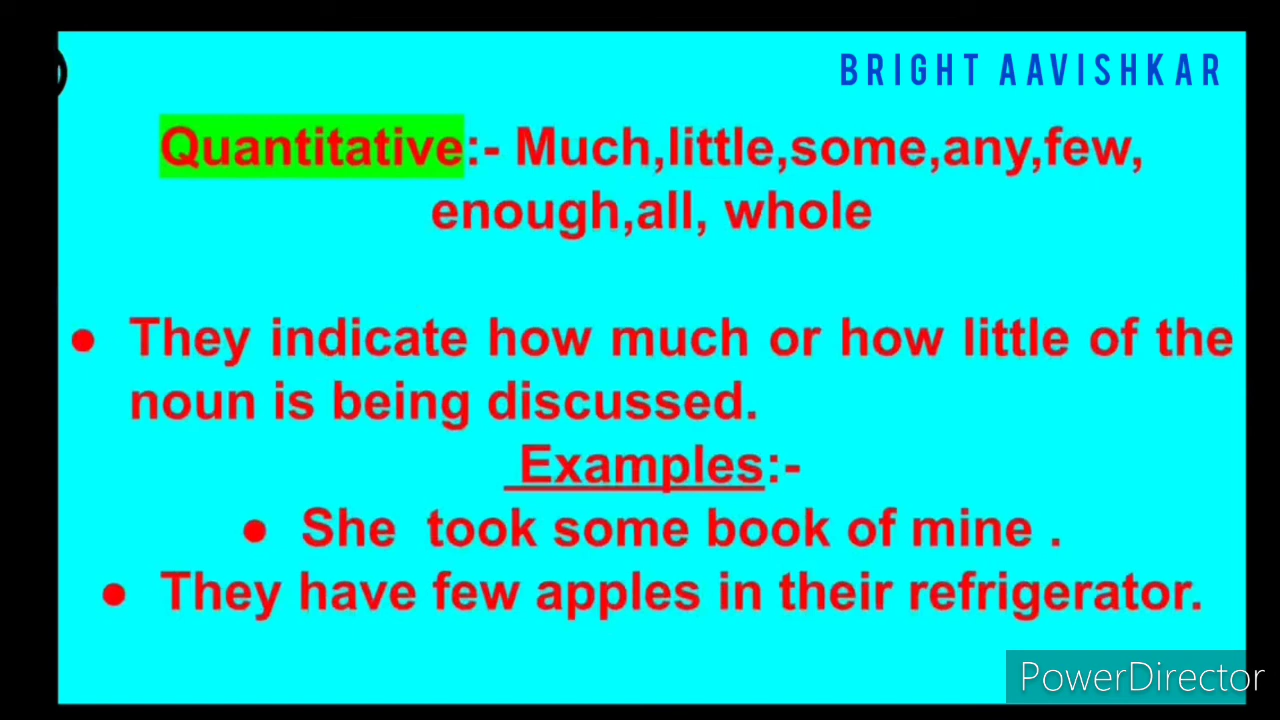 BRIGHT AAVISHKAR
Quantitative:- Much,little,some,any,few,
enough,all, whole
● They indicate how much or how little of the
noun is being discussed.
Examples:-
● She took some book of mine .
● They have few apples in their refrigerator.
PowerDirector